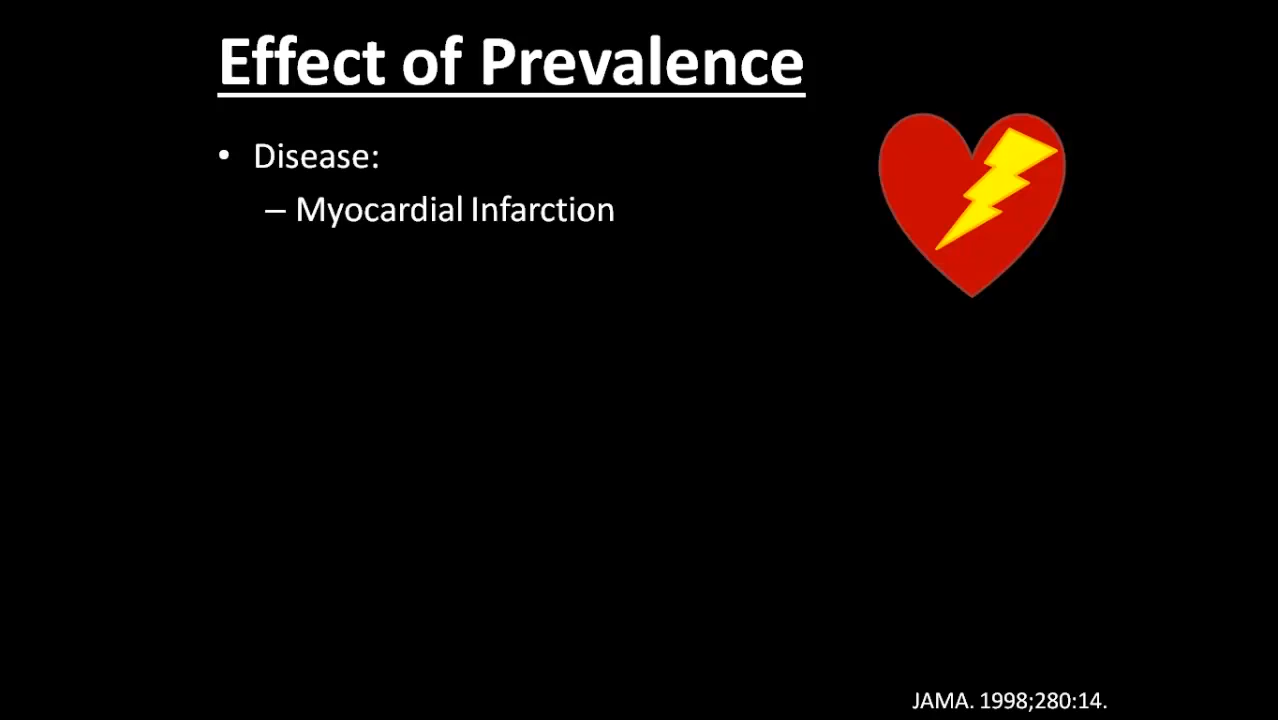 Effect of Prevalence
• Disease:
– Myocardial Infarction
JAMA. 1998;280:14.